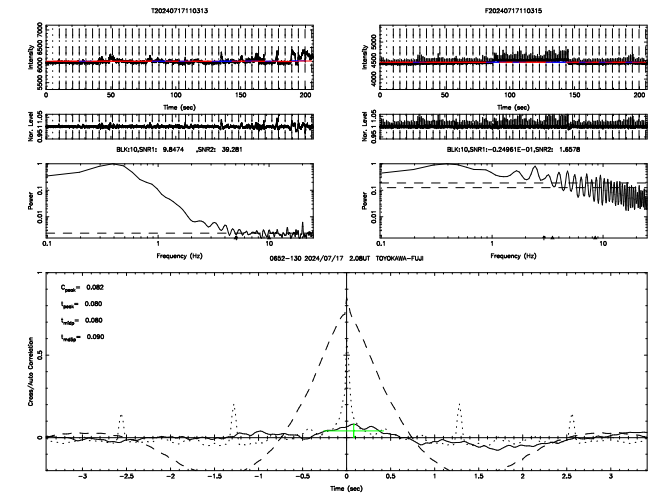 T20240717110313
F20240717110315
Intensity
5500 6000 6500 7000
0 50 100 150 200
Time (sec)
Intensity
4000 4500 5000
0 50 100 150 200
Time (sec)
Nor. Level
0.95 1 1.05
Nor. Level
0.95 1 1.05
BLK:10,SNR1: 9.8474 ,SNR2: 39.281
BLK:10,SNR1:-0.24961E-01,SNR2: 1.6578
Power
1
0.1
0.01
0.1 1 10
Frequency (Hz)
Power
1
0.1
0.01
0.1 1 10
Frequency (Hz)
0652-130 2024/07/17 2.08UT TOYOKAWA-FUJI
Cpeak= 0.082
tpeak= 0.080
tmidp= 0.080
Cross/Auto Correlation
1
0.5
0
-3 -2.5 -2 -1.5 -1 -0.5 0 0.5 1 1.5 2 2.5 3
Time (sec)